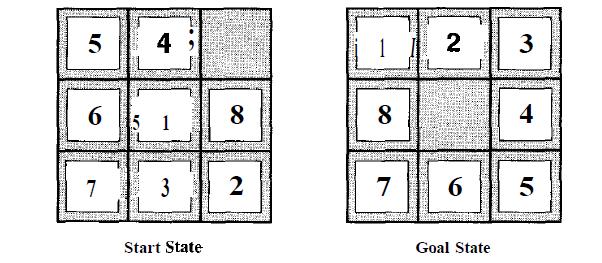 5 4 1 2 3
6 1 8 8 4
7 3 2 7 6 5
Start State Goal State